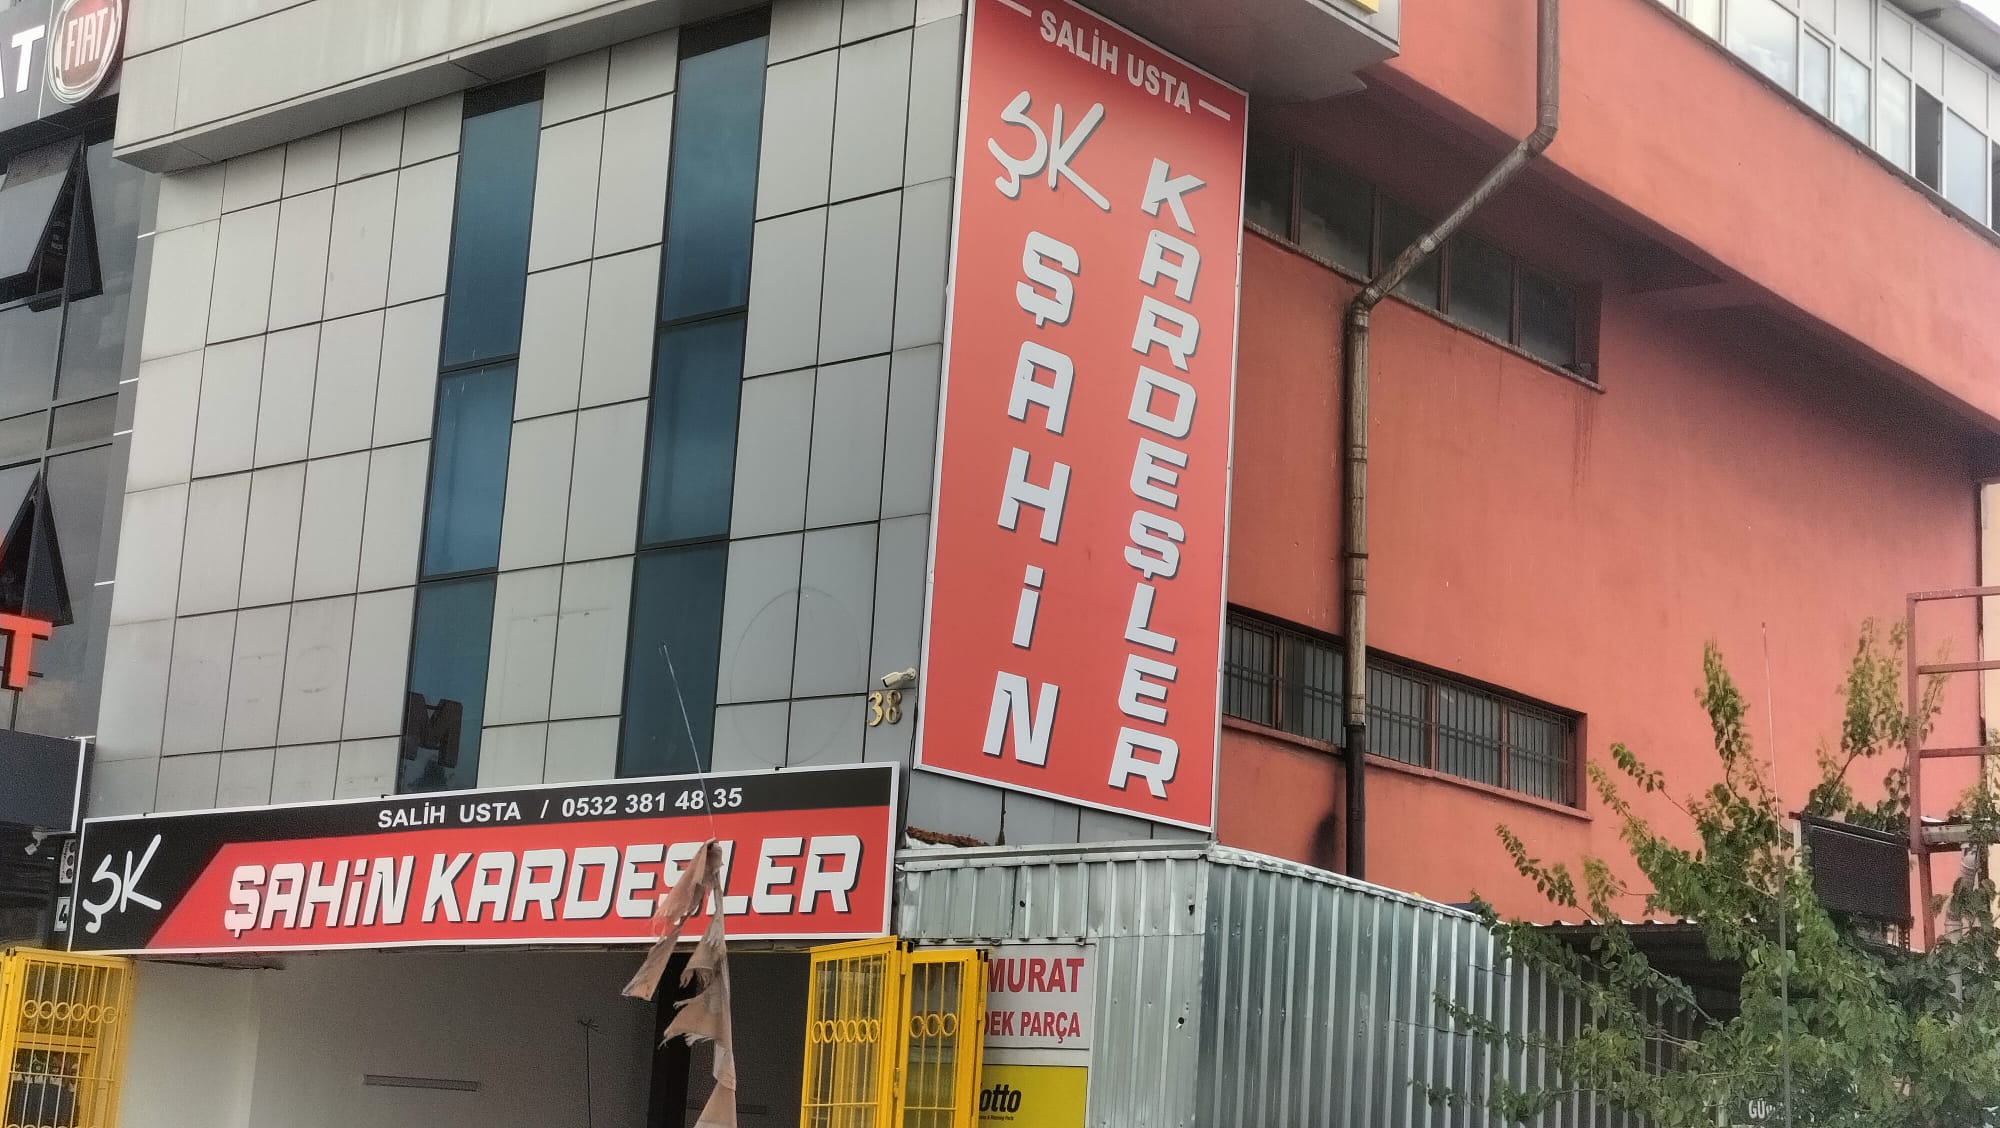 FIAT
SALİH USTA
ŞK
ŞAHİN
KARDEŞLER
38
SALİH USTA / 0532 381 48 35
ŞK
ŞAHİN KARDEŞLER
MURAT
DEK PARÇA
otto